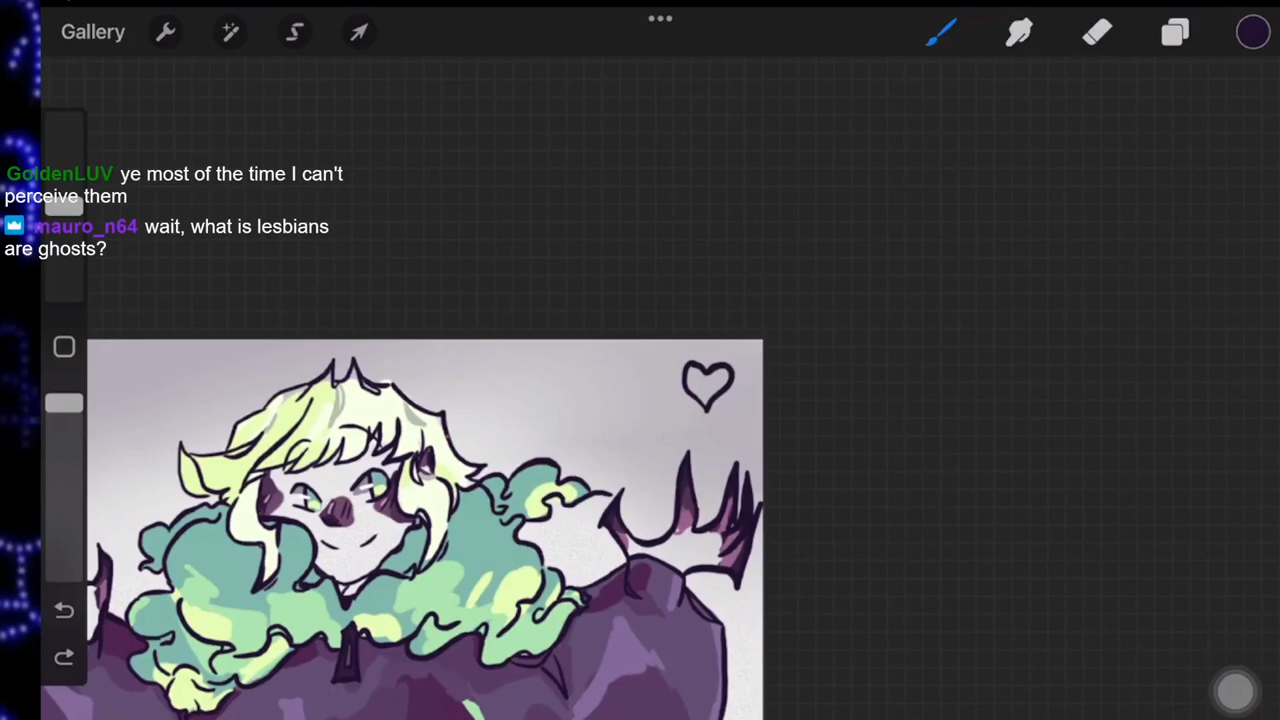 Gallery
GoldenLUV ye most of the time I can't
perceive them
mauro_n64 wait, what is lesbians
are ghosts?